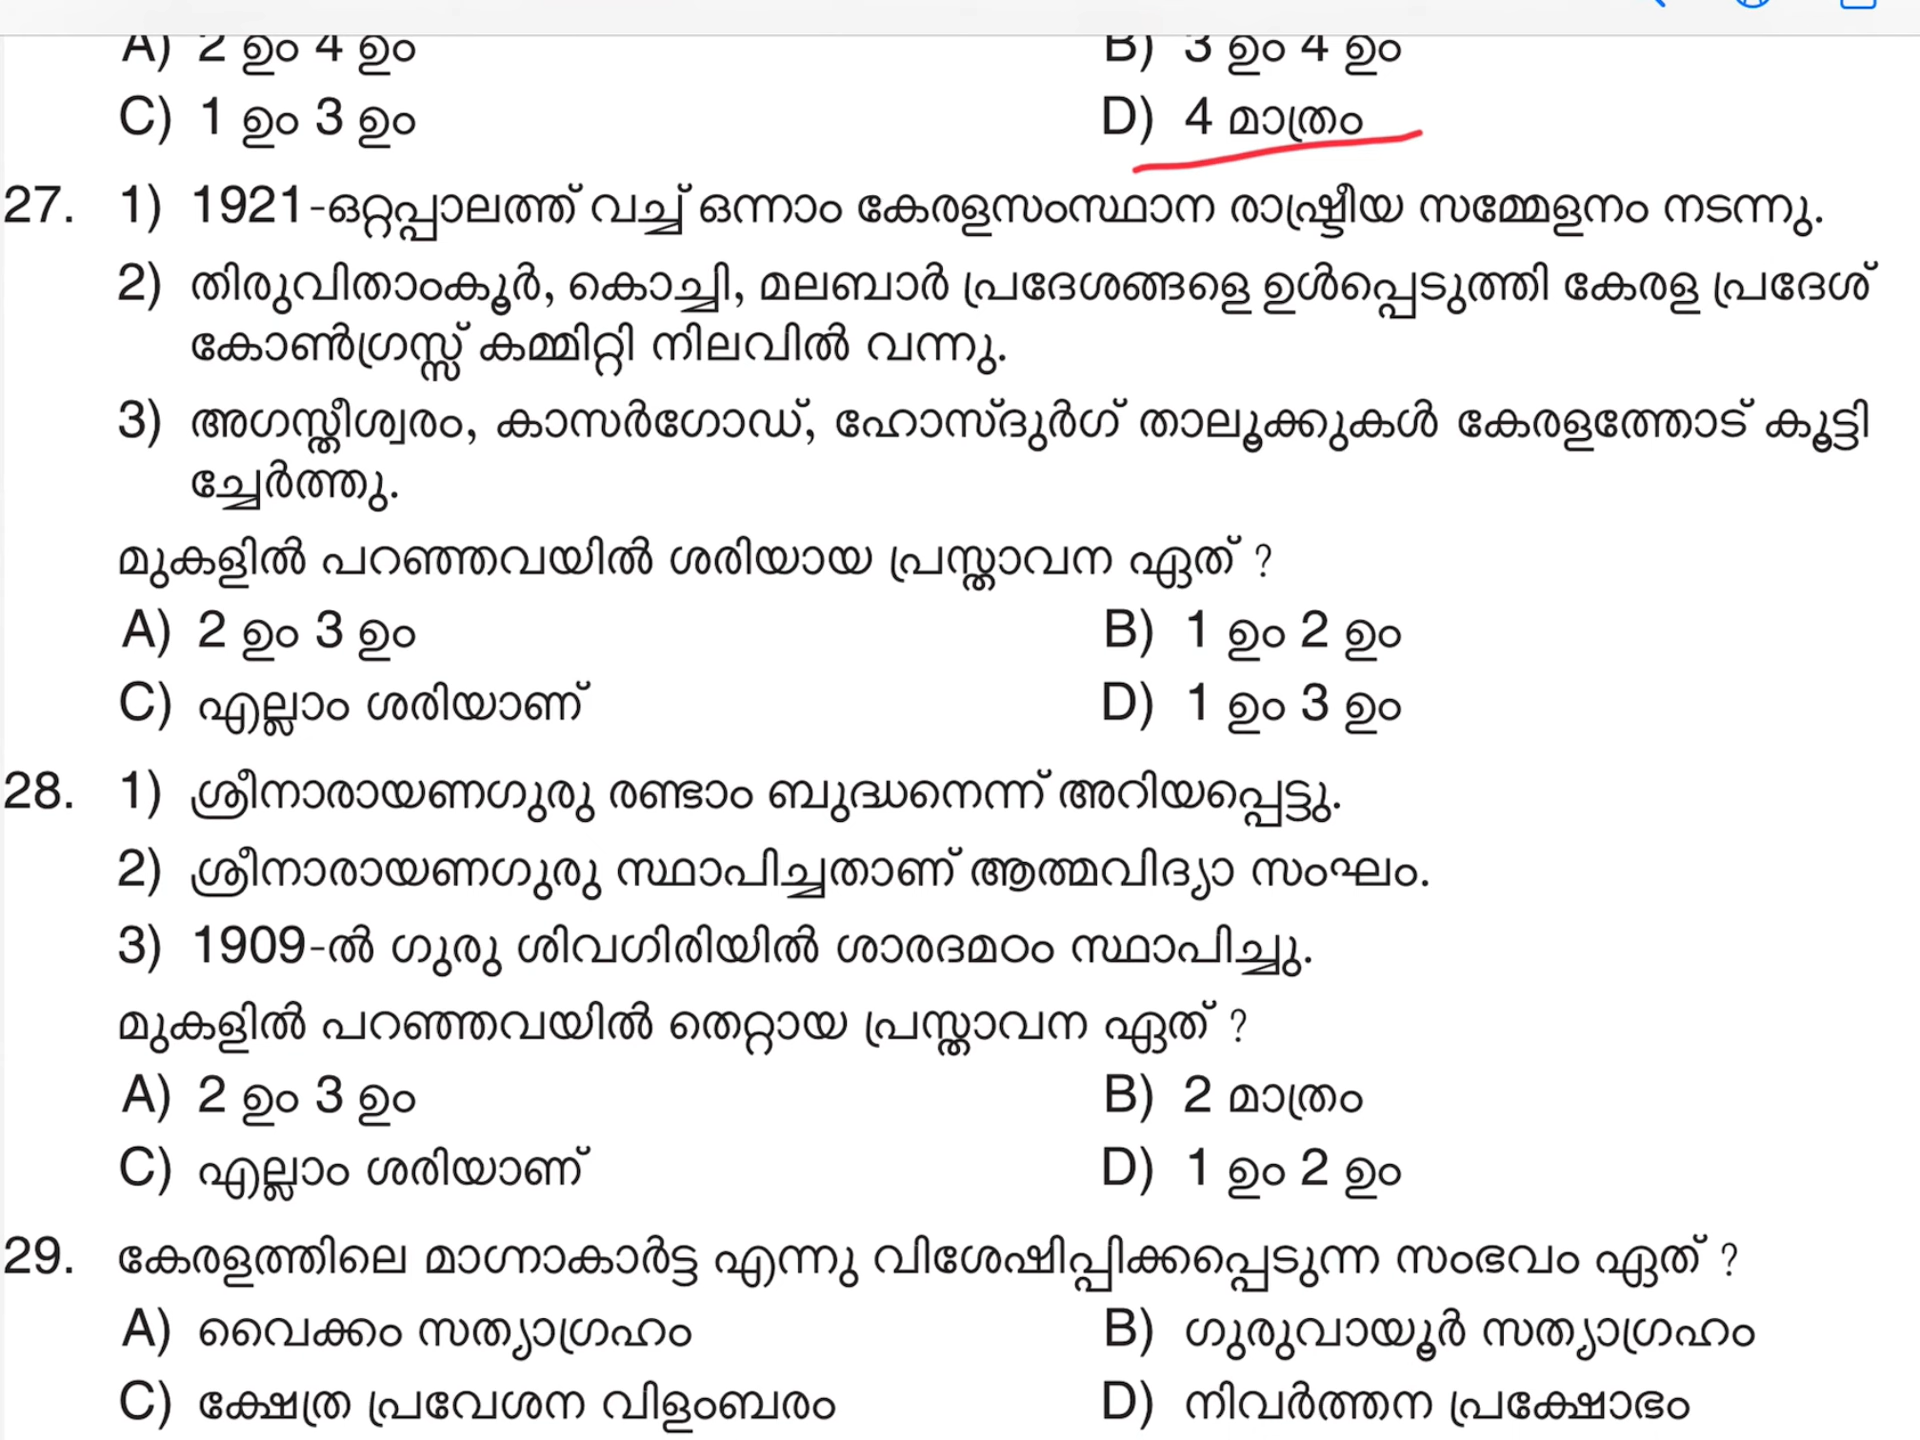 A) 2 ഉം 4 ഉം B) 3 ഉം 4 ഉം
C) 1 ഉം 3 ഉം D) 4 മാത്രം
27. 1) 1921-ഒറ്റപ്പാലത്ത് വച്ച് ഒന്നാം കേരളസംസ്ഥാന രാഷ്ട്രീയ സമ്മേളനം നടന്നു.
2) തിരുവിതാംകൂർ, കൊച്ചി, മലബാർ പ്രദേശങ്ങളെ ഉൾപ്പെടുത്തി കേരള പ്രദേശ്
കോൺഗ്രസ്സ് കമ്മിറ്റി നിലവിൽ വന്നു.
3) അഗസ്തീശ്വരം, കാസർഗോഡ്, ഹോസ്ദുർഗ് താലൂക്കുകൾ കേരളത്തോട് കൂട്ടി
ച്ചേർത്തു.
മുകളിൽ പറഞ്ഞവയിൽ ശരിയായ പ്രസ്താവന ഏത് ?
A) 2 ഉം 3 ഉം B) 1 ഉം 2 ഉം
C) എല്ലാം ശരിയാണ് D) 1 ഉം 3 ഉം
28. 1) ശ്രീനാരായണഗുരു രണ്ടാം ബുദ്ധനെന്ന് അറിയപ്പെട്ടു.
2) ശ്രീനാരായണഗുരു സ്ഥാപിച്ചതാണ് ആത്മവിദ്യാ സംഘം.
3) 1909-ൽ ഗുരു ശിവഗിരിയിൽ ശാരദമഠം സ്ഥാപിച്ചു.
മുകളിൽ പറഞ്ഞവയിൽ തെറ്റായ പ്രസ്താവന ഏത് ?
A) 2 ഉം 3 ഉം B) 2 മാത്രം
C) എല്ലാം ശരിയാണ് D) 1 ഉം 2 ഉം
29. കേരളത്തിലെ മാഗ്നാകാർട്ട എന്നു വിശേഷിപ്പിക്കപ്പെടുന്ന സംഭവം ഏത് ?
A) വൈക്കം സത്യാഗ്രഹം B) ഗുരുവായൂർ സത്യാഗ്രഹം
C) ക്ഷേത്ര പ്രവേശന വിളംബരം D) നിവർത്തന പ്രക്ഷോഭം